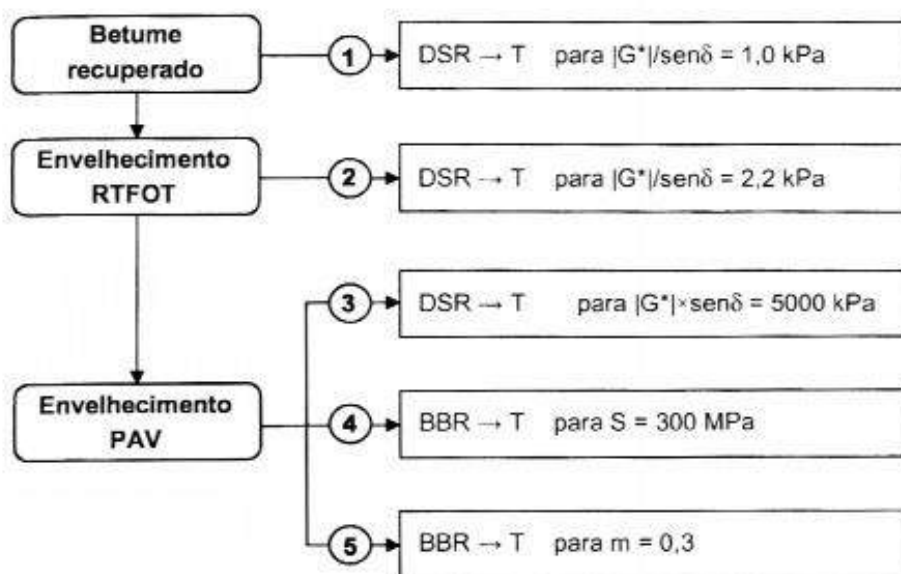 Betume
recuperado
1
DSR → T para |G*|/senδ = 1,0 kPa
Envelhecimento
RTFOT
2
DSR → T para |G*|/senδ = 2,2 kPa
3
DSR → T para |G*|×senδ = 5000 kPa
Envelhecimento
PAV
4
BBR → T para S = 300 MPa
5
BBR → T para m = 0,3